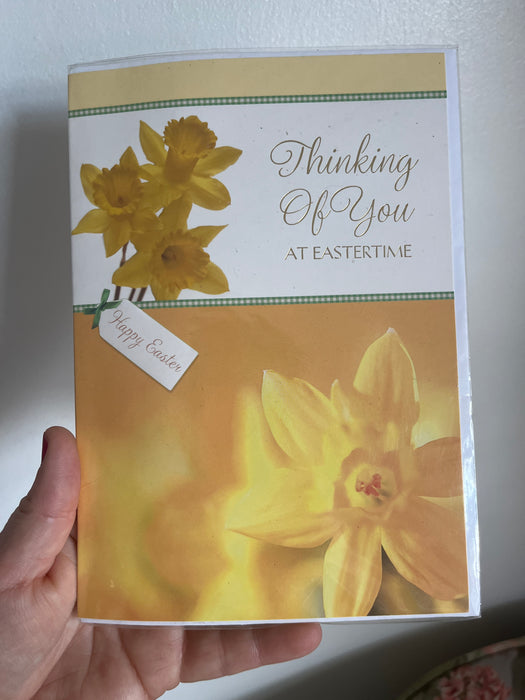 Thinking
Of You
AT EASTERTIME
Happy Easter